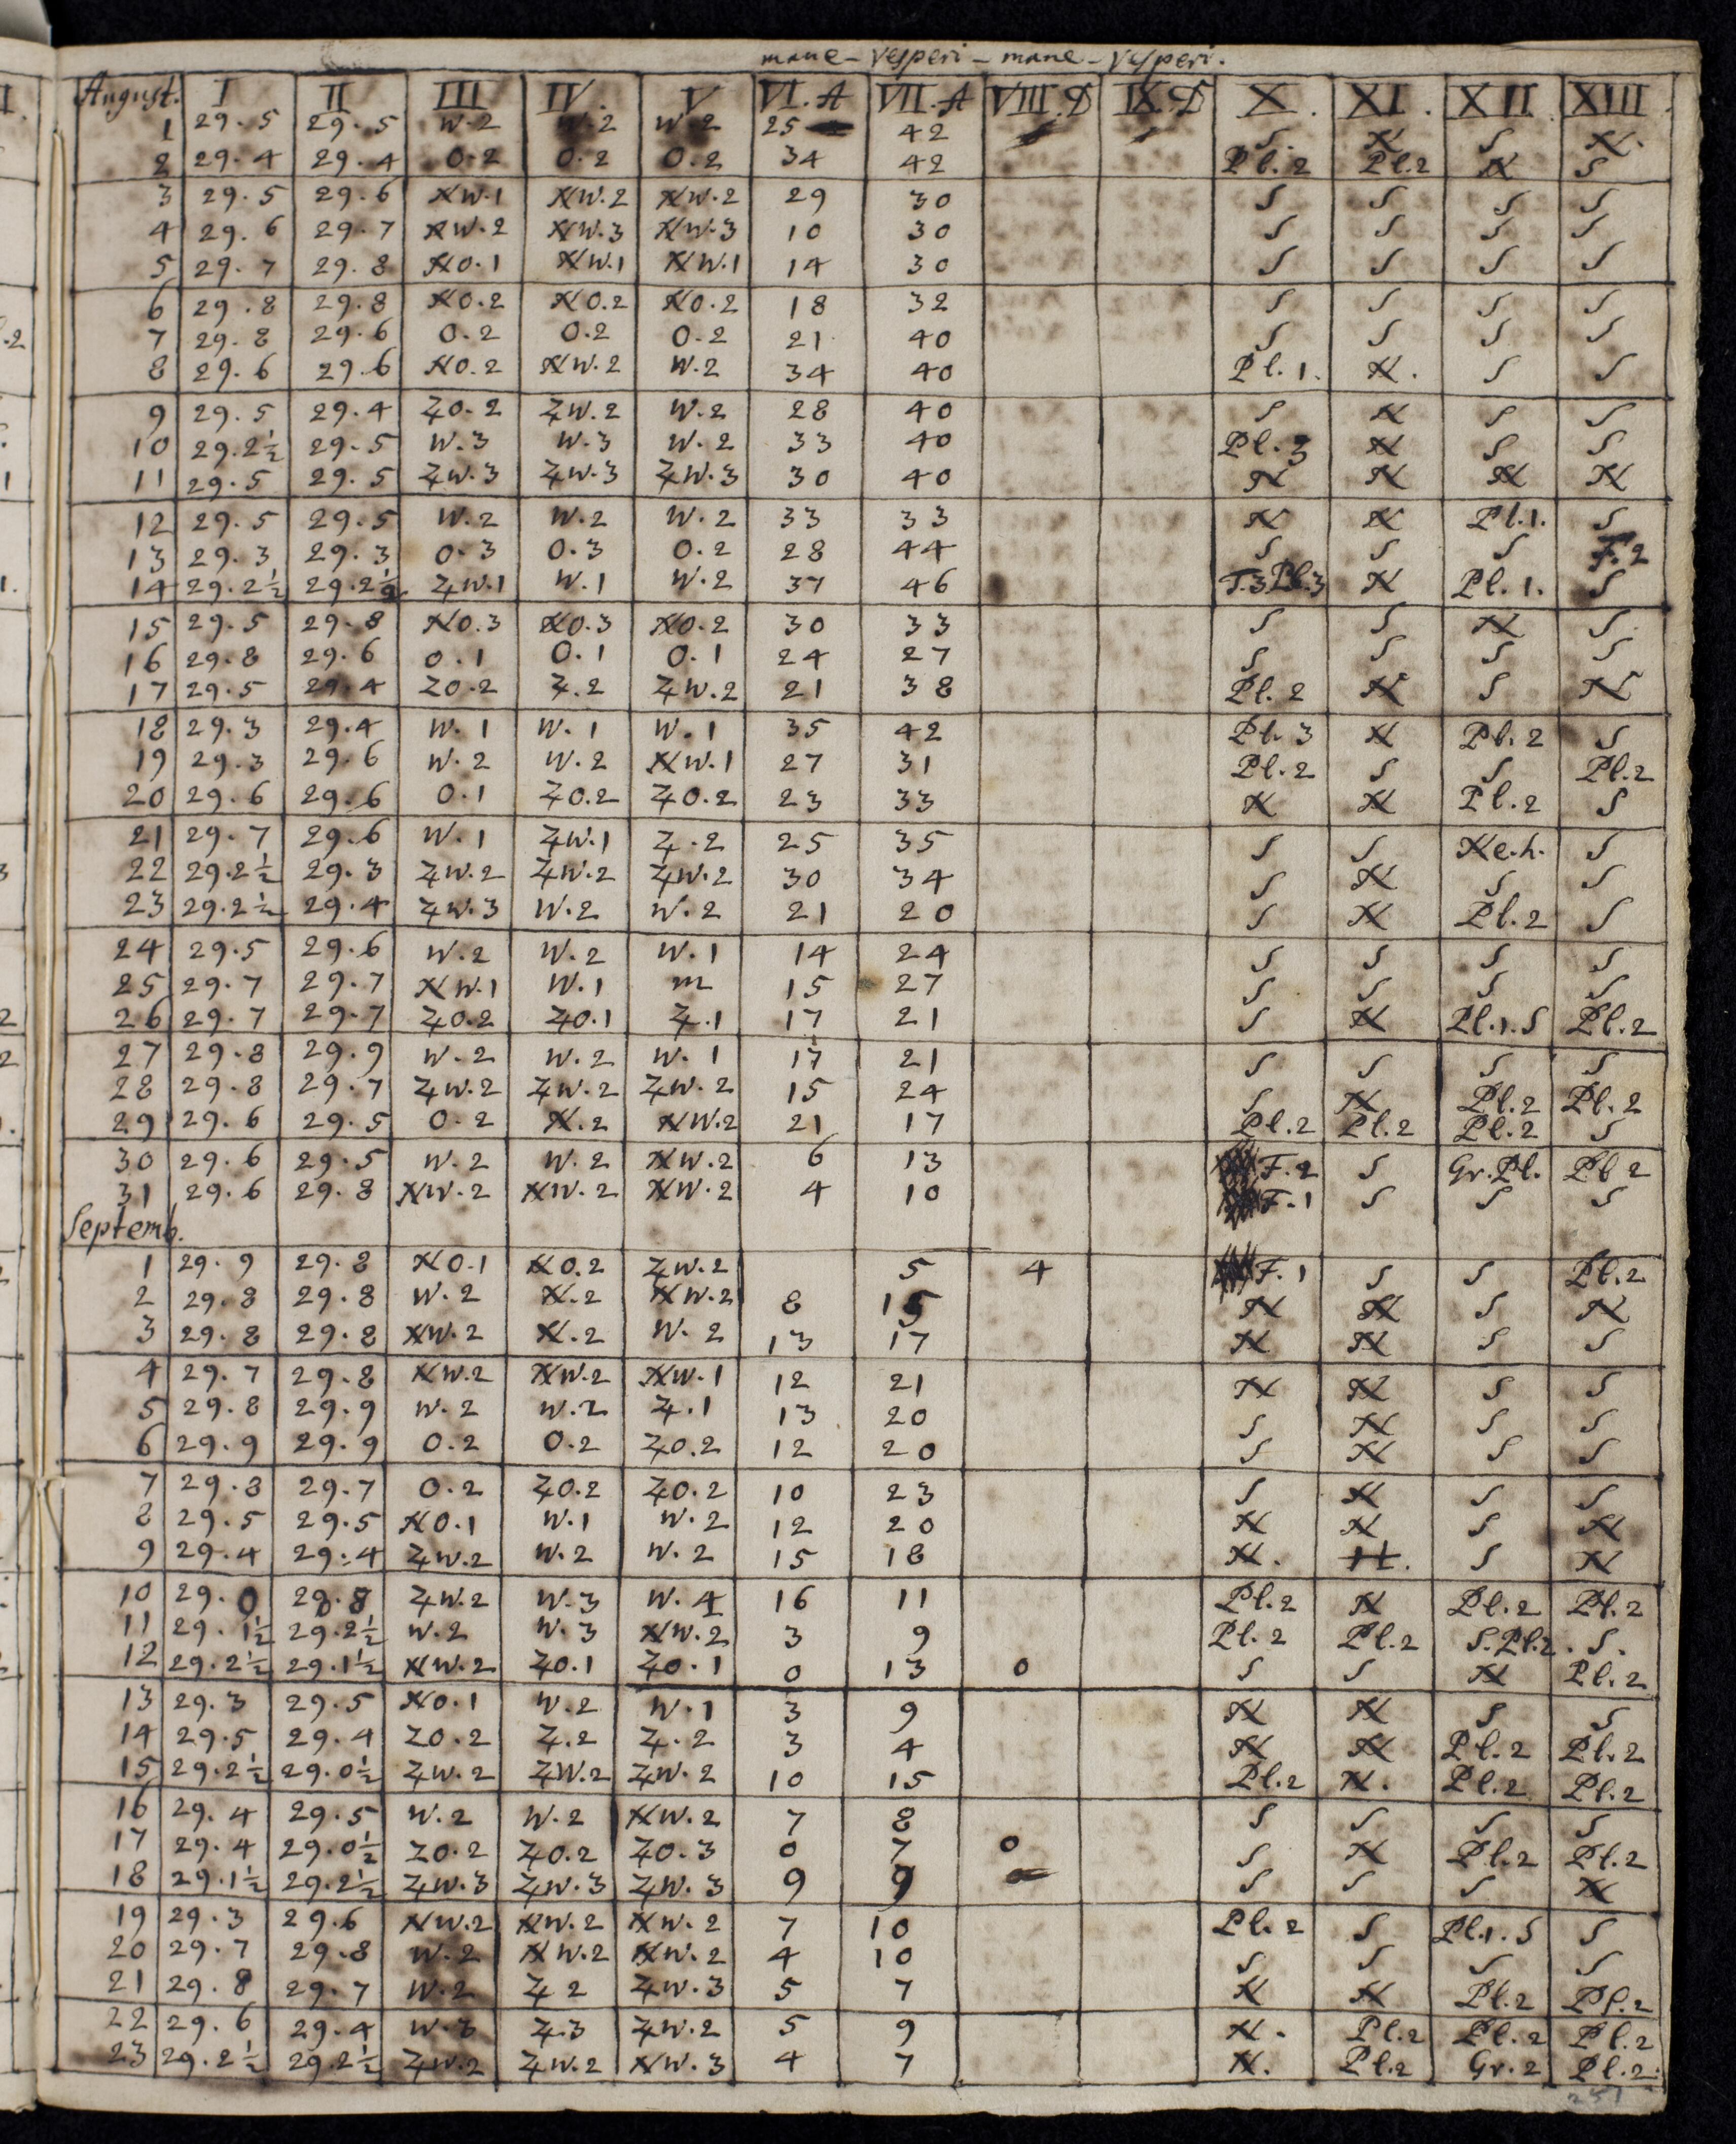 mane - Vesperi - mane - Vesperi.
August. I II III IV. V VI. A VII. A VIII. D IX. D X. XI. XII. XIII.
1 29.5 29.5 W.2 W.2 W.2 25 42 S. N S N.
2 29.4 29.4 O.2 O.2 O.2 34 42 Pl.2 Pl.2 N S
3 29.5 29.6 NW.1 NW.2 NW.2 29 30 S S S S
4 29.6 29.7 NW.2 NW.3 NW.3 10 30 S S S S
5 29.7 29.8 NO.1 NW.1 NW.1 14 30 S S S S
6 29.8 29.8 NO.2 NO.2 NO.2 18 32 S S S S
7 29.8 29.6 O.2 O.2 O.2 21 40 S S S S
8 29.6 29.6 NO.2 NW.2 W.2 34 40 Pl.1. N. S S
9 29.5 29.4 ZO.2 ZW.2 W.2 28 40 S N S S
10 29.2½ 29.5 W.3 W.3 W.2 33 40 Pl.3 N S S
11 29.5 29.5 ZW.3 ZW.3 ZW.3 30 40 N N N N
12 29.5 29.5 W.2 W.2 W.2 33 33 N N Pl.1. S
13 29.3 29.3 O.3 O.3 O.2 28 44 S S S F.2
14 29.2½ 29.2½ ZW.1 W.1 W.2 37 46 T.3 Pl.3 N Pl.1. S
15 29.5 29.8 NO.3 NO.3 NO.2 30 33 S S N S
16 29.8 29.6 O.1 O.1 O.1 24 27 S S S S
17 29.5 29.4 ZO.2 Z.2 ZW.2 21 38 Pl.2 N S N
18 29.3 29.4 W.1 W.1 W.1 35 42 Pl.3 N Pl.2 S
19 29.3 29.6 W.2 W.2 NW.1 27 31 Pl.2 S S Pl.2
20 29.6 29.6 O.1 ZO.2 ZO.2 23 33 N N Pl.2 S
21 29.7 29.6 W.1 ZW.1 Z.2 25 35 S S Ne.h. S
22 29.2½ 29.3 ZW.2 ZW.2 ZW.2 30 34 S N S S
23 29.2½ 29.4 ZW.3 W.2 W.2 21 20 S N Pl.2 S
24 29.5 29.6 W.2 W.2 W.1 14 24 S S S S
25 29.7 29.7 NW.1 W.1 m 15 27 S S S S
26 29.7 29.7 ZO.2 ZO.1 Z.1 17 21 S N Pl.1.S Pl.2
27 29.8 29.9 W.2 W.2 W.1 17 21 S S S S
28 29.8 29.7 ZW.2 ZW.2 ZW.2 15 24 S N Pl.2 Pl.2
29 29.6 29.5 O.2 N.2 NW.2 21 17 Pl.2 Pl.2 Pl.2 S
30 29.6 29.5 W.2 W.2 NW.2 6 13 F.2 S Gr.Pl. Pl 2
31 29.6 29.8 NW.2 NW.2 NW.2 4 10 F.1 S S S
Septemb.
1 29.9 29.8 NO.1 NO.2 ZW.2 5 4 F.1 S S Pl.2
2 29.8 29.8 W.2 N.2 NW.2 8 15 N N S N
3 29.8 29.8 NW.2 N.2 W.2 13 17 N N S S
4 29.7 29.8 NW.2 NW.2 NW.1 12 21 N N S S
5 29.8 29.9 W.2 W.2 Z.1 13 20 S N S S
6 29.9 29.9 O.2 O.2 ZO.2 12 20 S N S S
7 29.8 29.7 O.2 ZO.2 ZO.2 10 23 S N S S
8 29.5 29.5 NO.1 W.1 W.2 12 20 N N S N
9 29.4 29.4 ZW.2 W.2 W.2 15 18 N. N. S N
10 29.0 28.8 ZW.2 W.3 W.4 16 11 Pl.2 N Pl.2 Pl.2
11 29.1½ 29.2½ W.2 W.3 NW.2 3 9 Pl.2 Pl.2 S.Pl.2. S.
12 29.2½ 29.1½ NW.2 ZO.1 ZO.1 0 13 0 S S N Pl.2
13 29.3 29.5 NO.1 W.2 W.1 3 9 N N S S
14 29.5 29.4 ZO.2 Z.2 Z.2 3 4 N N Pl.2 Pl.2
15 29.2½ 29.0½ ZW.2 ZW.2 ZW.2 10 15 Pl.2 N. Pl.2 Pl.2
16 29.4 29.5 W.2 W.2 NW.2 7 8 S S S S
17 29.4 29.0½ ZO.2 ZO.2 ZO.3 0 7 0 S N Pl.2 Pl.2
18 29.1½ 29.2½ ZW.3 ZW.3 ZW.3 9 9 S S S N
19 29.3 29.6 NW.2 NW.2 NW.2 7 10 Pl.2 S Pl.1.S S
20 29.7 29.8 W.2 NW.2 NW.2 4 10 S S S S
21 29.8 29.7 W.2 Z 2 ZW.3 5 7 N N Pl.2 Pl.2
22 29.6 29.4 W.3 Z.3 ZW.2 5 9 N. Pl.2 Pl.2 Pl.2
23 29.2½ 29.2½ ZW.2 ZW.2 NW.3 4 7 N. Pl.2 Gr.2 Pl.2.
251